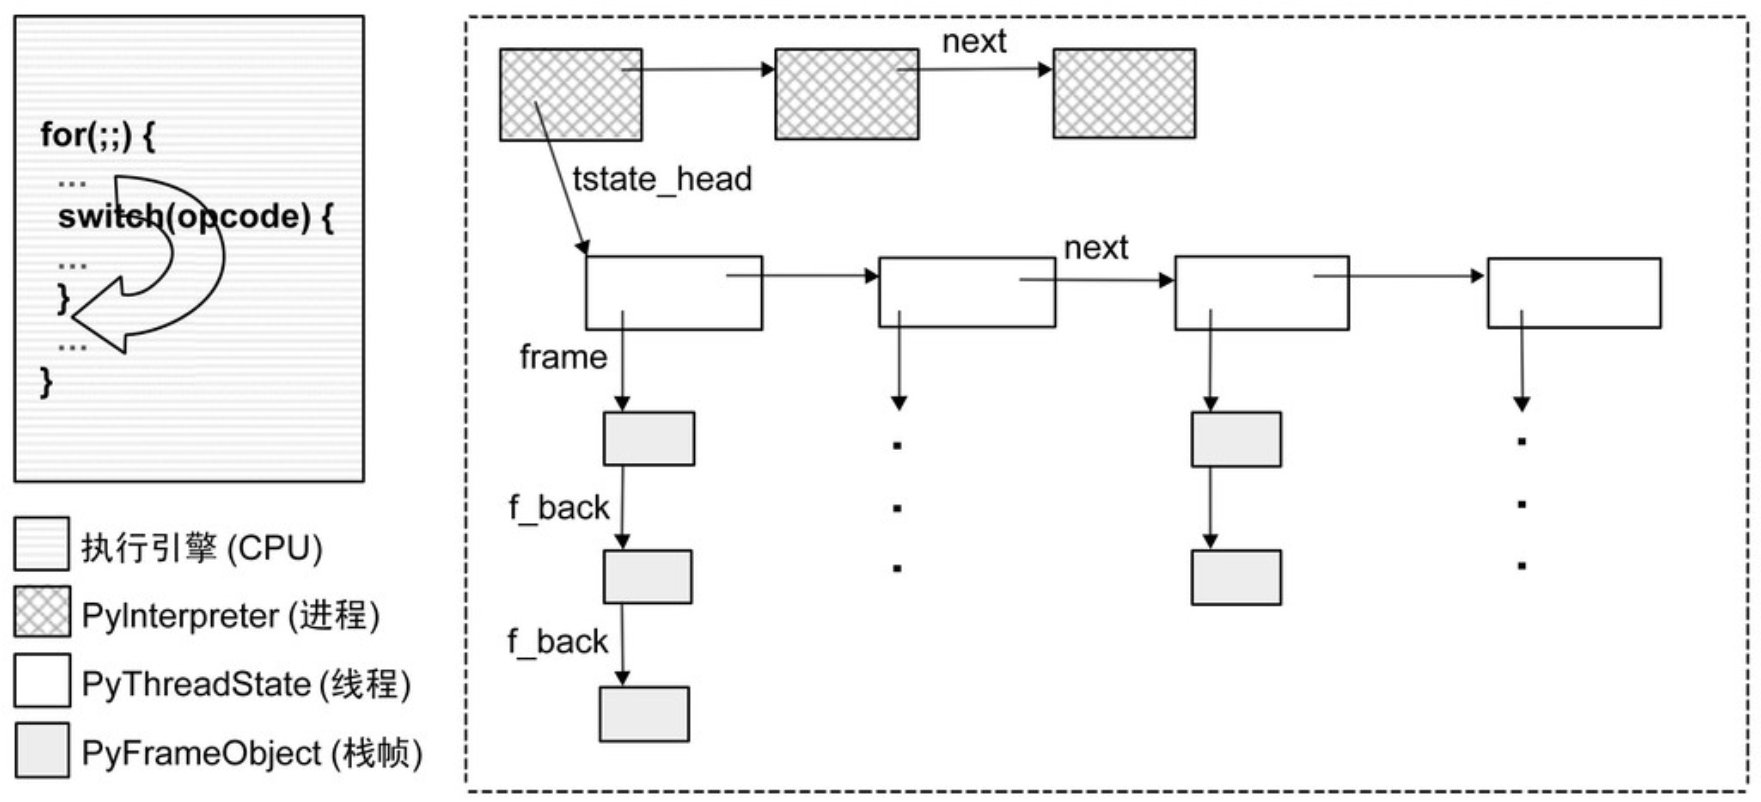 for(;;) {
...
switch(opcode) {
...
}
...
}
执行引擎 (CPU)
PyInterpreter (进程)
PyThreadState (线程)
PyFrameObject (栈帧)
next
tstate_head
next
frame
f_back
f_back